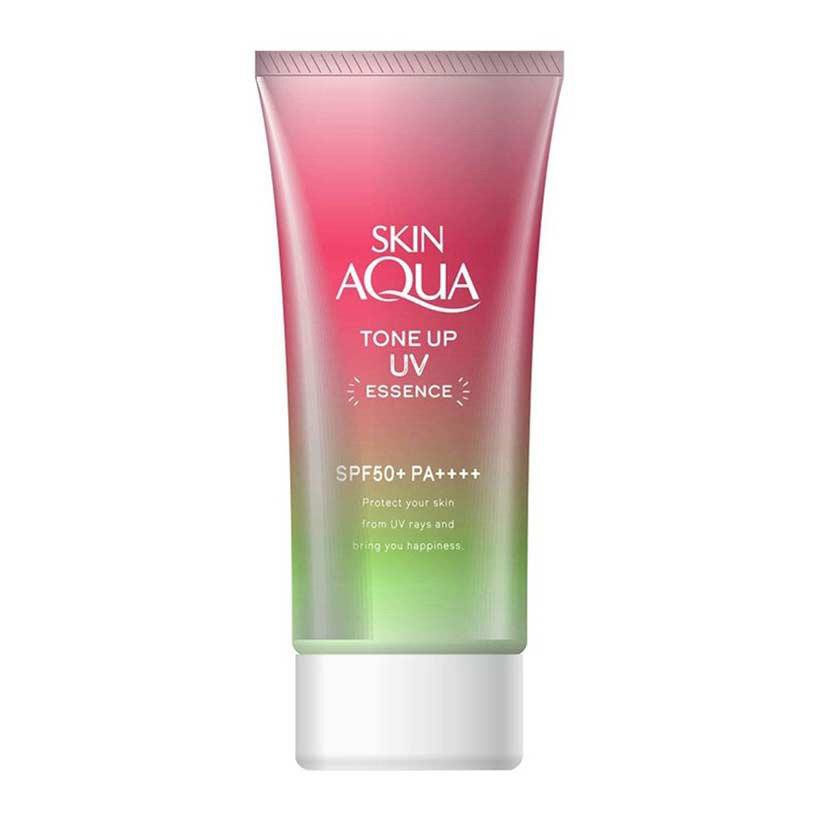 SKIN
AQUA
TONE UP
UV
ESSENCE
SPF50+ PA++++
Protect your skin
from UV rays and
bring you happiness.